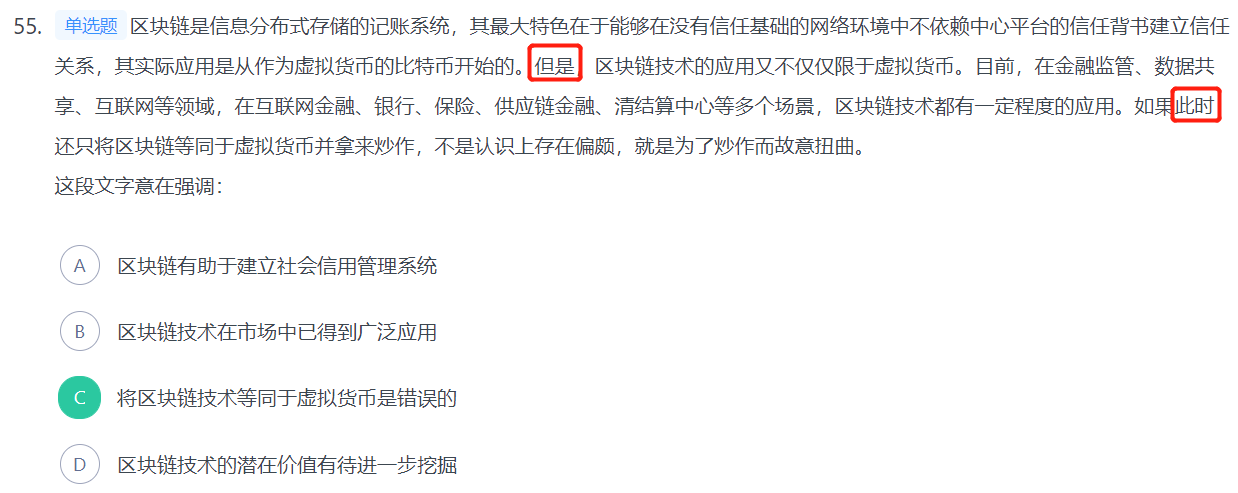 55. 单选题 区块链是信息分布式存储的记账系统，其最大特色在于能够在没有信任基础的网络环境中不依赖中心平台的信任背书建立信任
关系，其实际应用是从作为虚拟货币的比特币开始的。但是，区块链技术的应用又不仅仅限于虚拟货币。目前，在金融监管、数据共
享、互联网等领域，在互联网金融、银行、保险、供应链金融、清结算中心等多个场景，区块链技术都有一定程度的应用。如果此时
还只将区块链等同于虚拟货币并拿来炒作，不是认识上存在偏颇，就是为了炒作而故意扭曲。
这段文字意在强调：
A 区块链有助于建立社会信用管理系统
B 区块链技术在市场中已得到广泛应用
C 将区块链技术等同于虚拟货币是错误的
D 区块链技术的潜在价值有待进一步挖掘